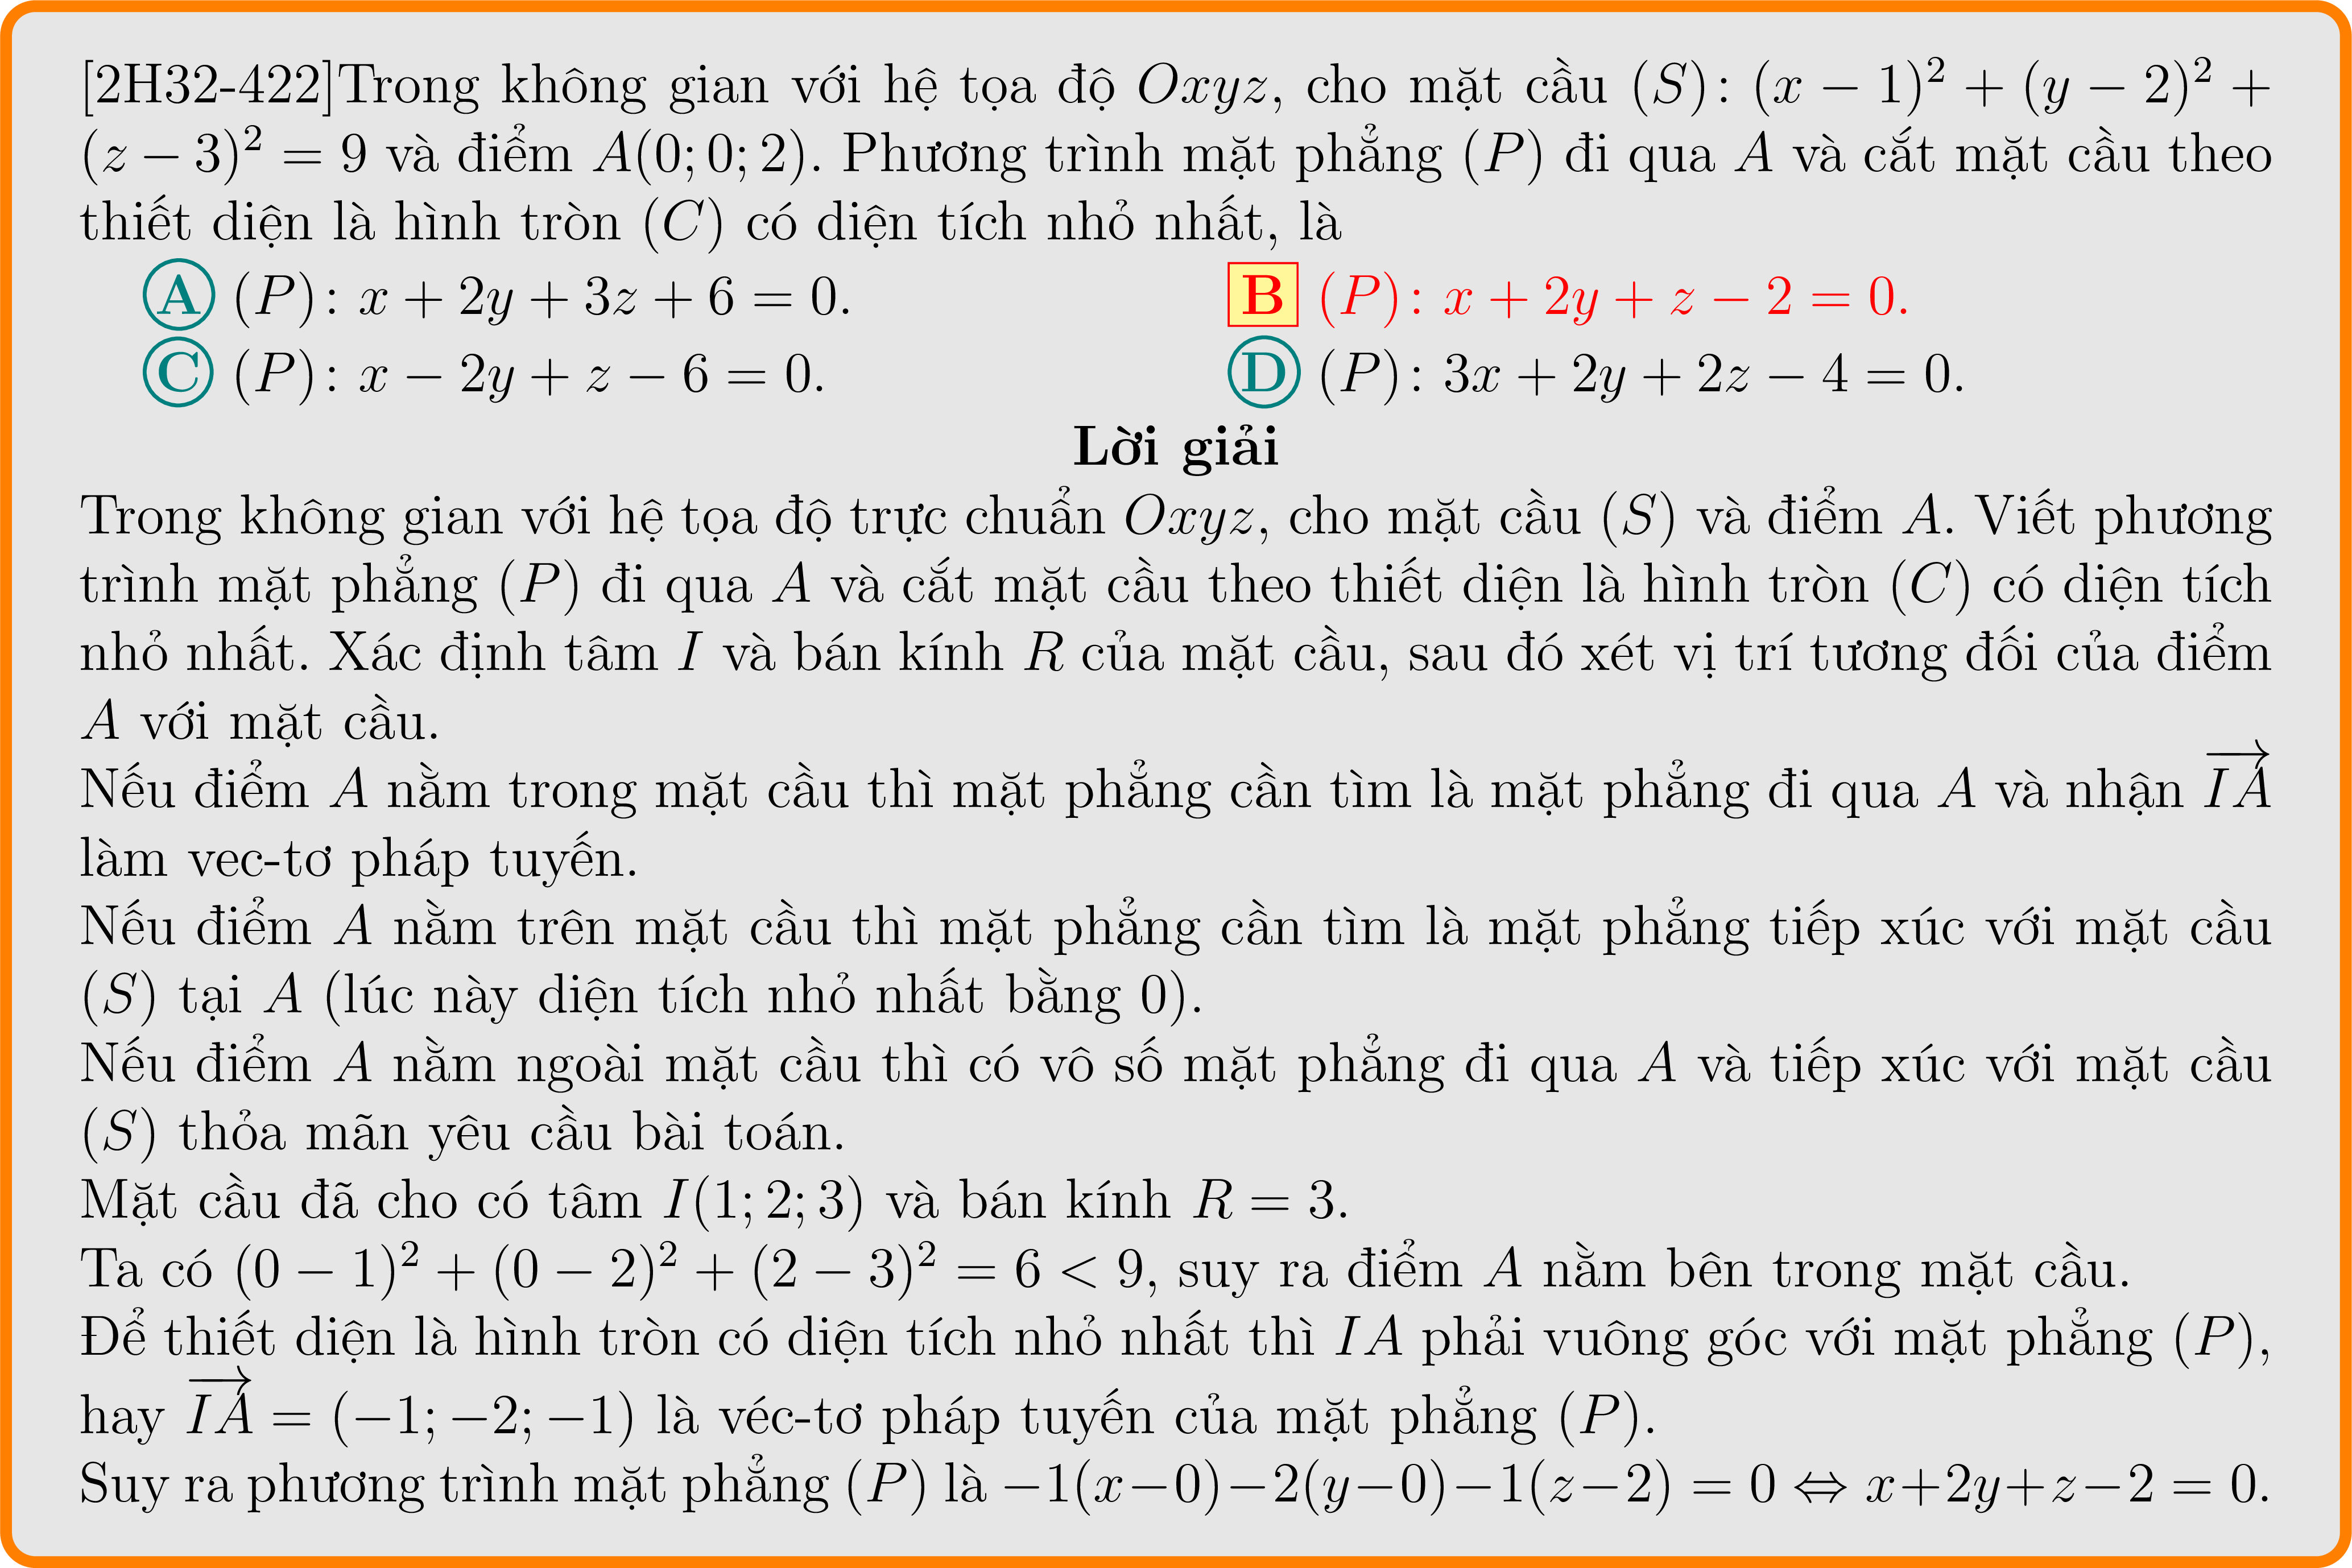 [2H32-422]Trong không gian với hệ tọa độ Oxyz, cho mặt cầu (S): (x − 1)² + (y − 2)² +
(z − 3)² = 9 và điểm A(0; 0; 2). Phương trình mặt phẳng (P) đi qua A và cắt mặt cầu theo
thiết diện là hình tròn (C) có diện tích nhỏ nhất, là
A (P): x + 2y + 3z + 6 = 0. B (P): x + 2y + z − 2 = 0.
C (P): x − 2y + z − 6 = 0. D (P): 3x + 2y + 2z − 4 = 0.
Lời giải
Trong không gian với hệ tọa độ trực chuẩn Oxyz, cho mặt cầu (S) và điểm A. Viết phương
trình mặt phẳng (P) đi qua A và cắt mặt cầu theo thiết diện là hình tròn (C) có diện tích
nhỏ nhất. Xác định tâm I và bán kính R của mặt cầu, sau đó xét vị trí tương đối của điểm
A với mặt cầu.
Nếu điểm A nằm trong mặt cầu thì mặt phẳng cần tìm là mặt phẳng đi qua A và nhận \overrightarrow{IA}
làm vec-tơ pháp tuyến.
Nếu điểm A nằm trên mặt cầu thì mặt phẳng cần tìm là mặt phẳng tiếp xúc với mặt cầu
(S) tại A (lúc này diện tích nhỏ nhất bằng 0).
Nếu điểm A nằm ngoài mặt cầu thì có vô số mặt phẳng đi qua A và tiếp xúc với mặt cầu
(S) thỏa mãn yêu cầu bài toán.
Mặt cầu đã cho có tâm I(1; 2; 3) và bán kính R = 3.
Ta có (0 − 1)² + (0 − 2)² + (2 − 3)² = 6 < 9, suy ra điểm A nằm bên trong mặt cầu.
Để thiết diện là hình tròn có diện tích nhỏ nhất thì IA phải vuông góc với mặt phẳng (P),
hay \overrightarrow{IA} = (−1; −2; −1) là véc-tơ pháp tuyến của mặt phẳng (P).
Suy ra phương trình mặt phẳng (P) là −1(x−0)−2(y−0)−1(z−2) = 0 ⇔ x+2y+z−2 = 0.